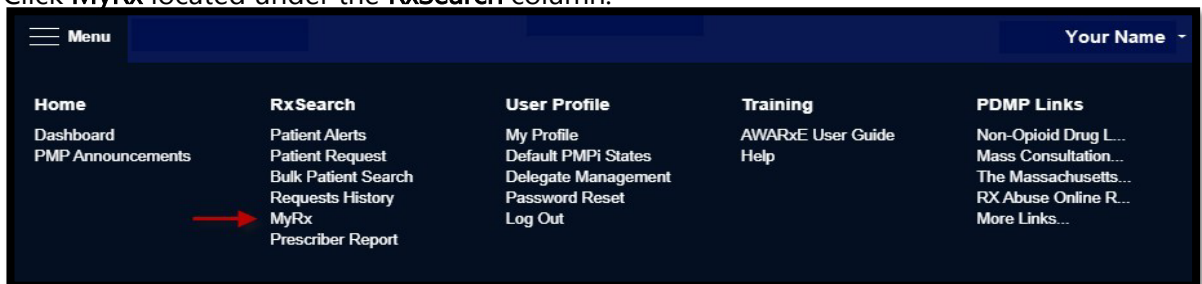 Click MyRx located under the RxSearch column.
Menu
Your Name
Home
Dashboard
PMP Announcements
RxSearch
Patient Alerts
Patient Request
Bulk Patient Search
Requests History
MyRx
Prescriber Report
User Profile
My Profile
Default PMPi States
Delegate Management
Password Reset
Log Out
Training
AWARxE User Guide
Help
PDMP Links
Non-Opioid Drug L...
Mass Consultation...
The Massachusetts...
RX Abuse Online R...
More Links...